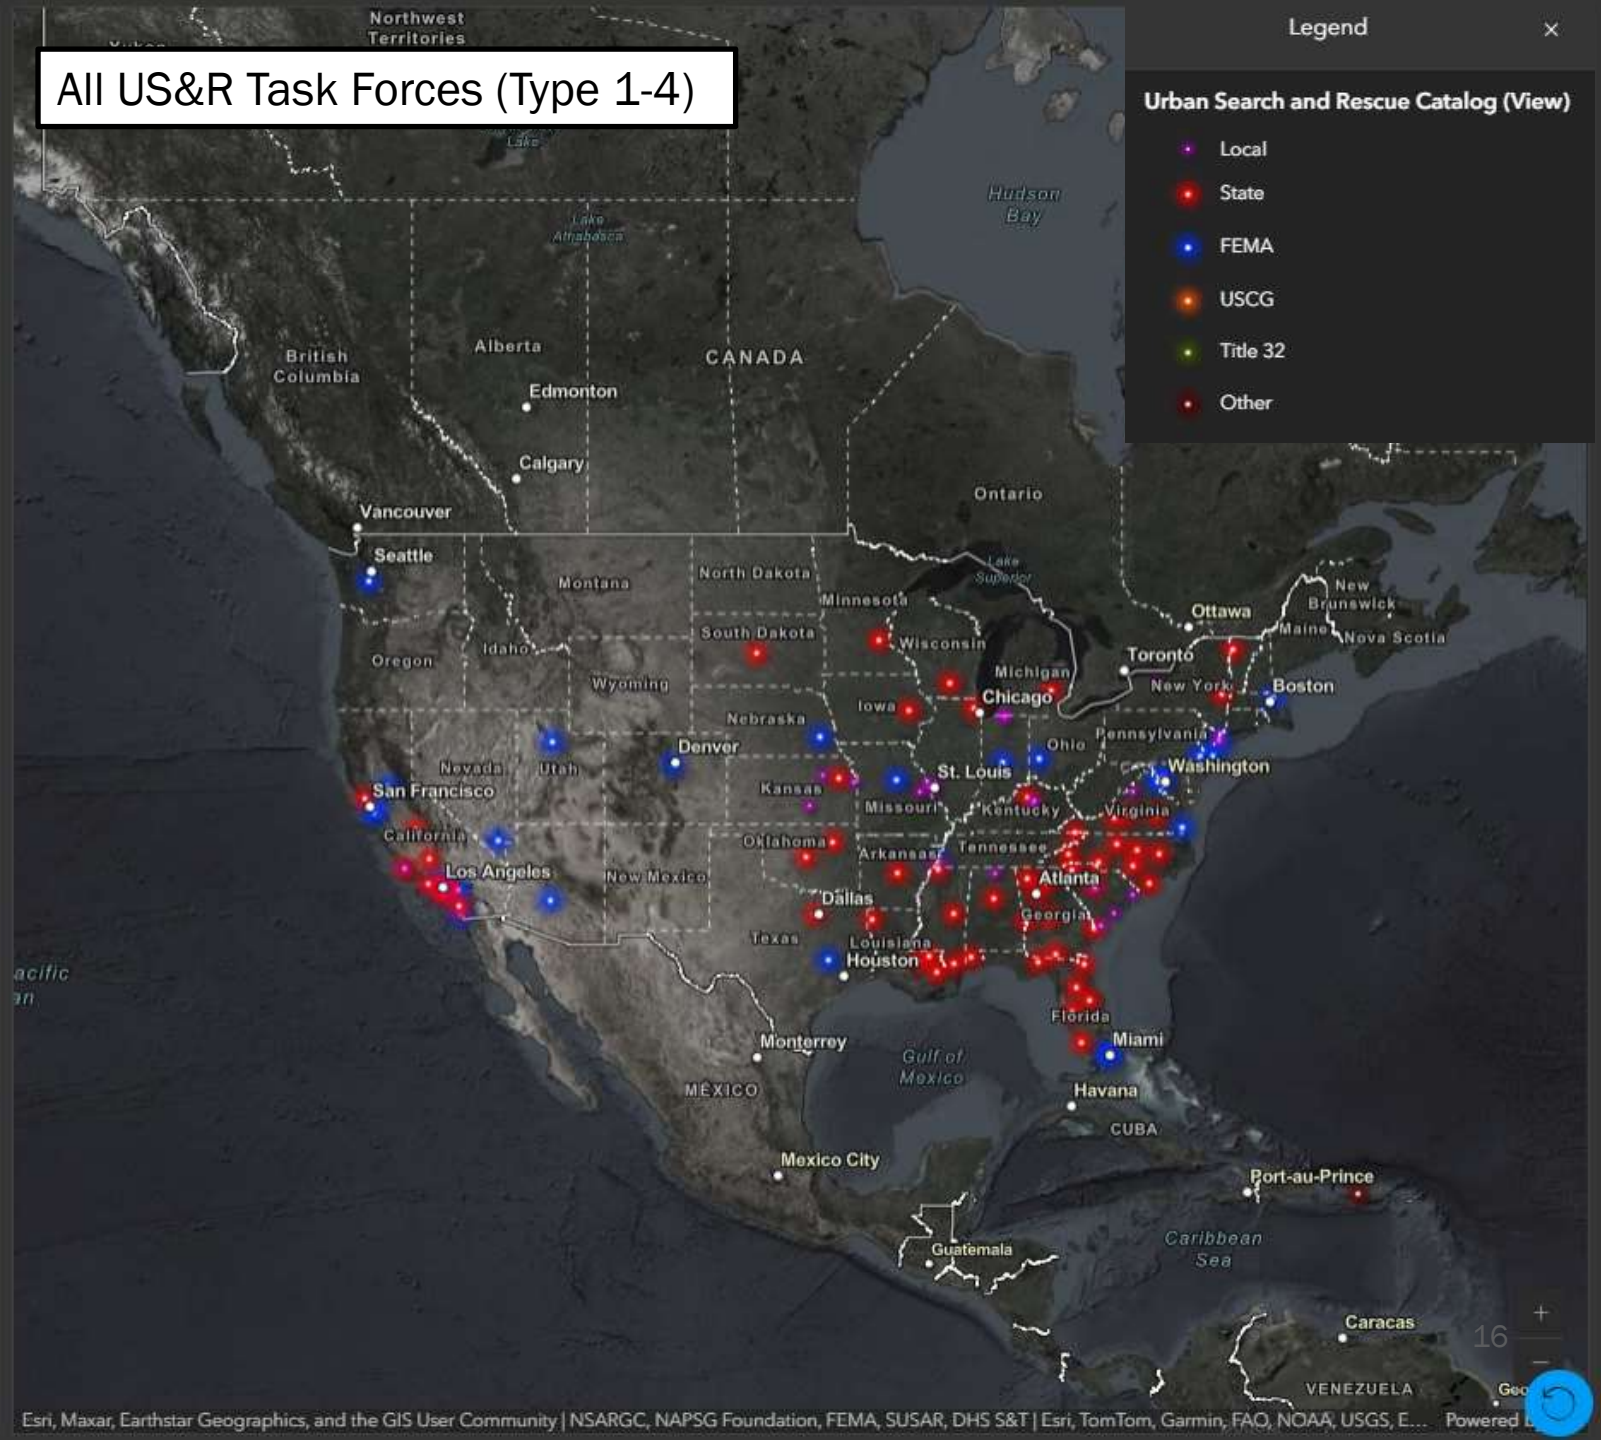 Northwest
Territories
Yukon
All US&R Task Forces (Type 1-4)
Lake
Legend
×
Urban Search and Rescue Catalog (View)
Local
State
FEMA
USCG
Title 32
Other
Hudson
Bay
Lake
Athabasca
British
Columbia
Alberta
CANADA
Edmonton
Calgary
Ontario
Vancouver
Seattle
Lake
Superior
Montana
North Dakota
Minnesota
New
Brunswick
Ottawa
Maine
Nova Scotia
South Dakota
Wisconsin
Idaho
Oregon
Toronto
Michigan
Wyoming
New York
Boston
Chicago
Iowa
Nebraska
Pennsylvania
Denver
Ohio
Nevada
Utah
St. Louis
Washington
San Francisco
Kansas
Missouri
Kentucky
Virginia
California
Oklahoma
Arkansas
Tennessee
Los Angeles
New Mexico
Atlanta
Dallas
Georgia
Texas
Louisiana
Houston
acific
an
Florida
Monterrey
Miami
Gulf of
Mexico
MÉXICO
Havana
CUBA
Mexico City
Port-au-Prince
Caribbean
Sea
Guatemala
Caracas
+
16
−
VENEZUELA
Geo
Esri, Maxar, Earthstar Geographics, and the GIS User Community | NSARGC, NAPSG Foundation, FEMA, SUSAR, DHS S&T | Esri, TomTom, Garmin, FAO, NOAA, USGS, E... Powered